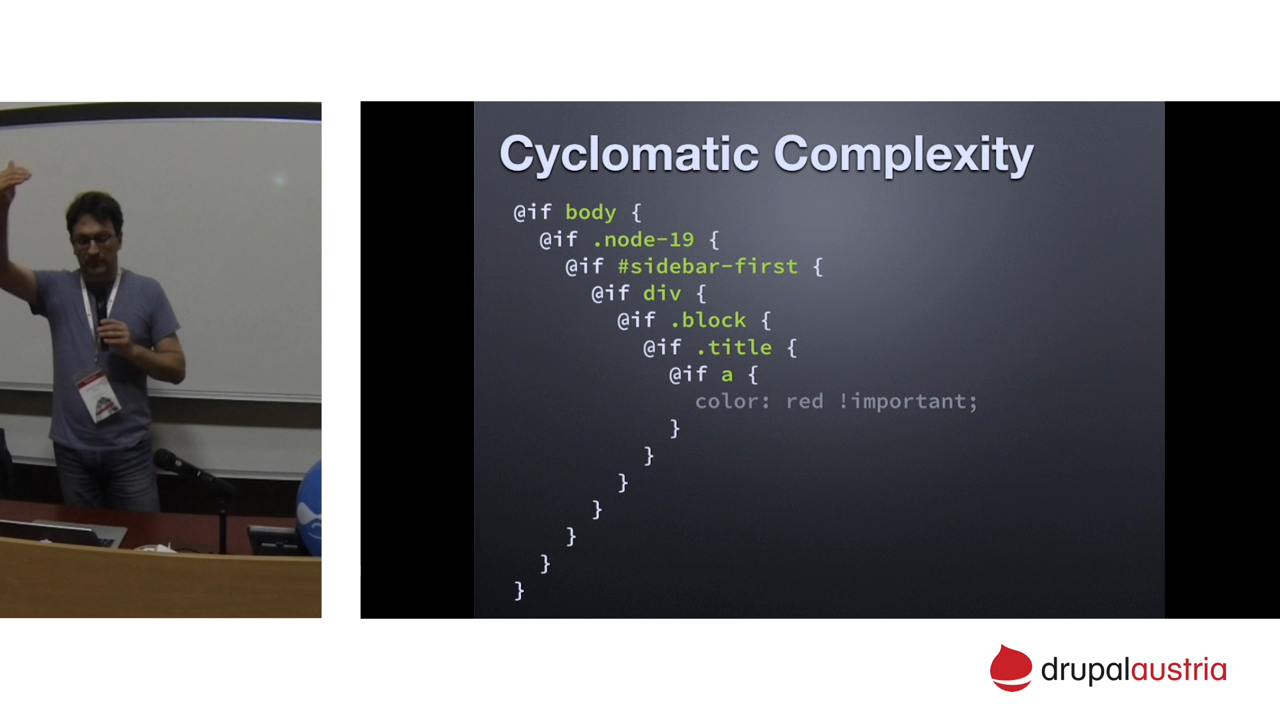 Cyclomatic Complexity
@if body {
@if .node-19 {
@if #sidebar-first {
@if div {
@if .block {
@if .title {
@if a {
color: red !important;
}
}
}
}
}
}
}
drupalaustria